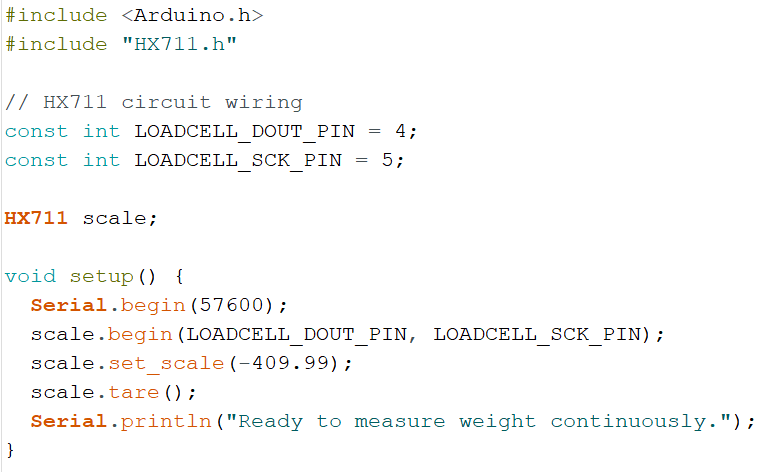 #include <Arduino.h>
#include "HX711.h"
// HX711 circuit wiring
const int LOADCELL_DOUT_PIN = 4;
const int LOADCELL_SCK_PIN = 5;
HX711 scale;
void setup() {
  Serial.begin(57600);
  scale.begin(LOADCELL_DOUT_PIN, LOADCELL_SCK_PIN);
  scale.set_scale(-409.99);
  scale.tare();
  Serial.println("Ready to measure weight continuously.");
}